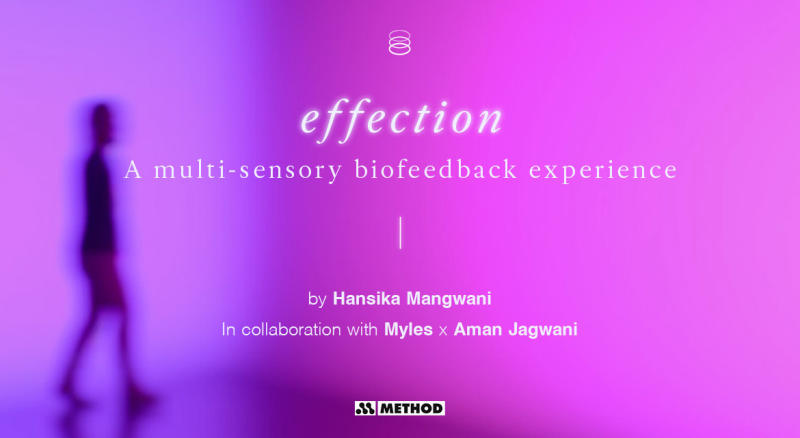 effection
A multi-sensory biofeedback experience
by Hansika Mangwani
In collaboration with Myles x Aman Jagwani
METHOD